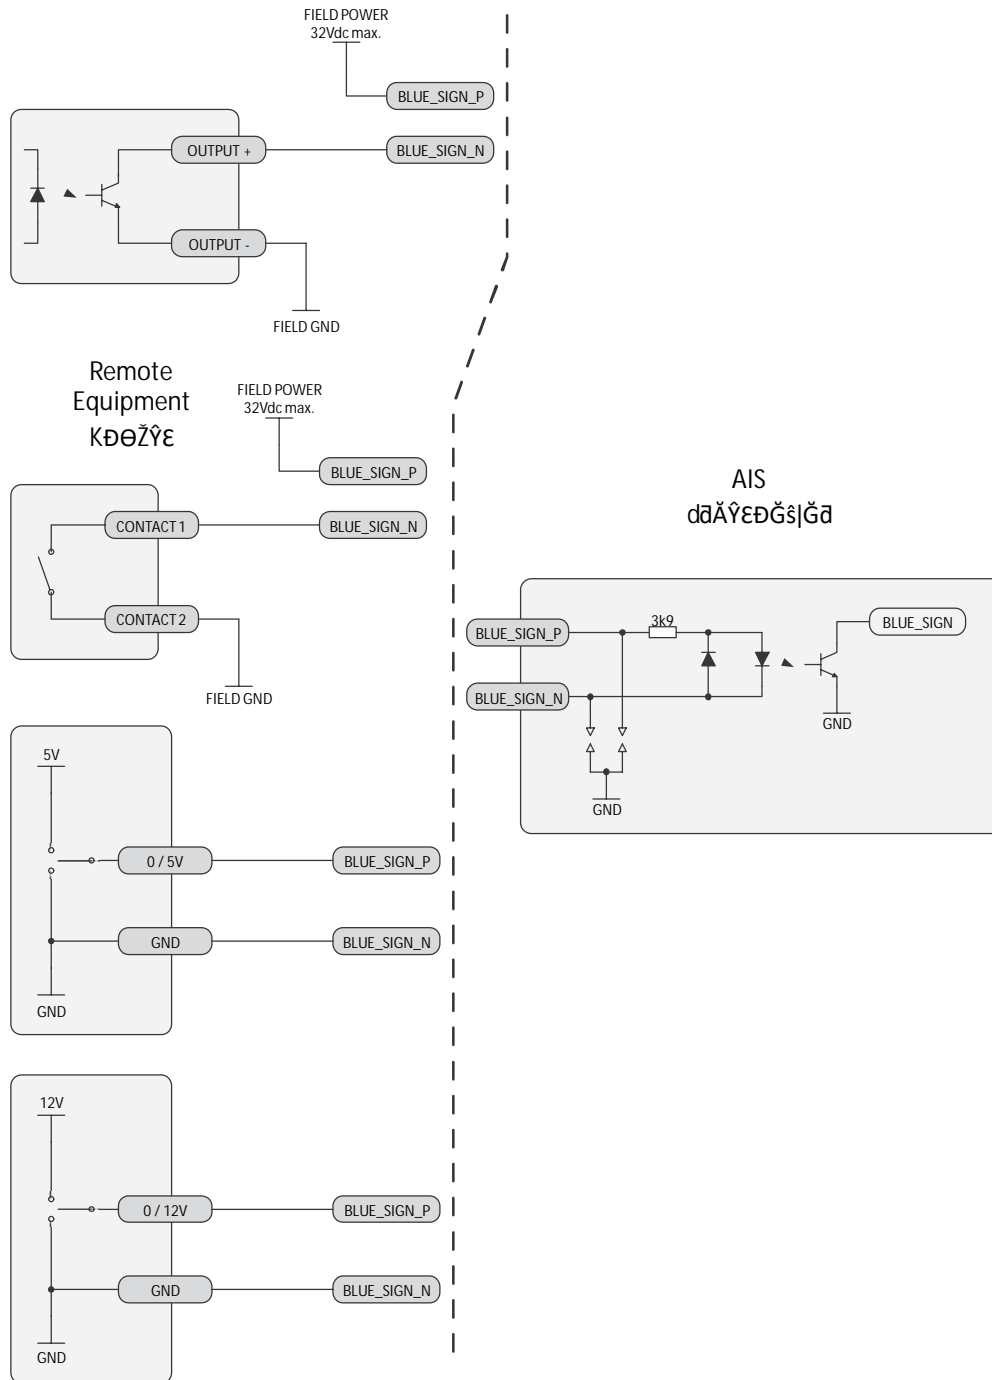 FIELD POWER
32Vdc max.
BLUE_SIGN_P
OUTPUT +
BLUE_SIGN_N
OUTPUT -
FIELD GND
Remote
Equipment
FIELD POWER
32Vdc max.
BLUE_SIGN_P
CONTACT 1
BLUE_SIGN_N
CONTACT 2
FIELD GND
5V
0 / 5V
BLUE_SIGN_P
GND
BLUE_SIGN_N
GND
12V
0 / 12V
BLUE_SIGN_P
GND
BLUE_SIGN_N
GND
AIS
BLUE_SIGN_P
3k9
BLUE_SIGN
BLUE_SIGN_N
GND
GND